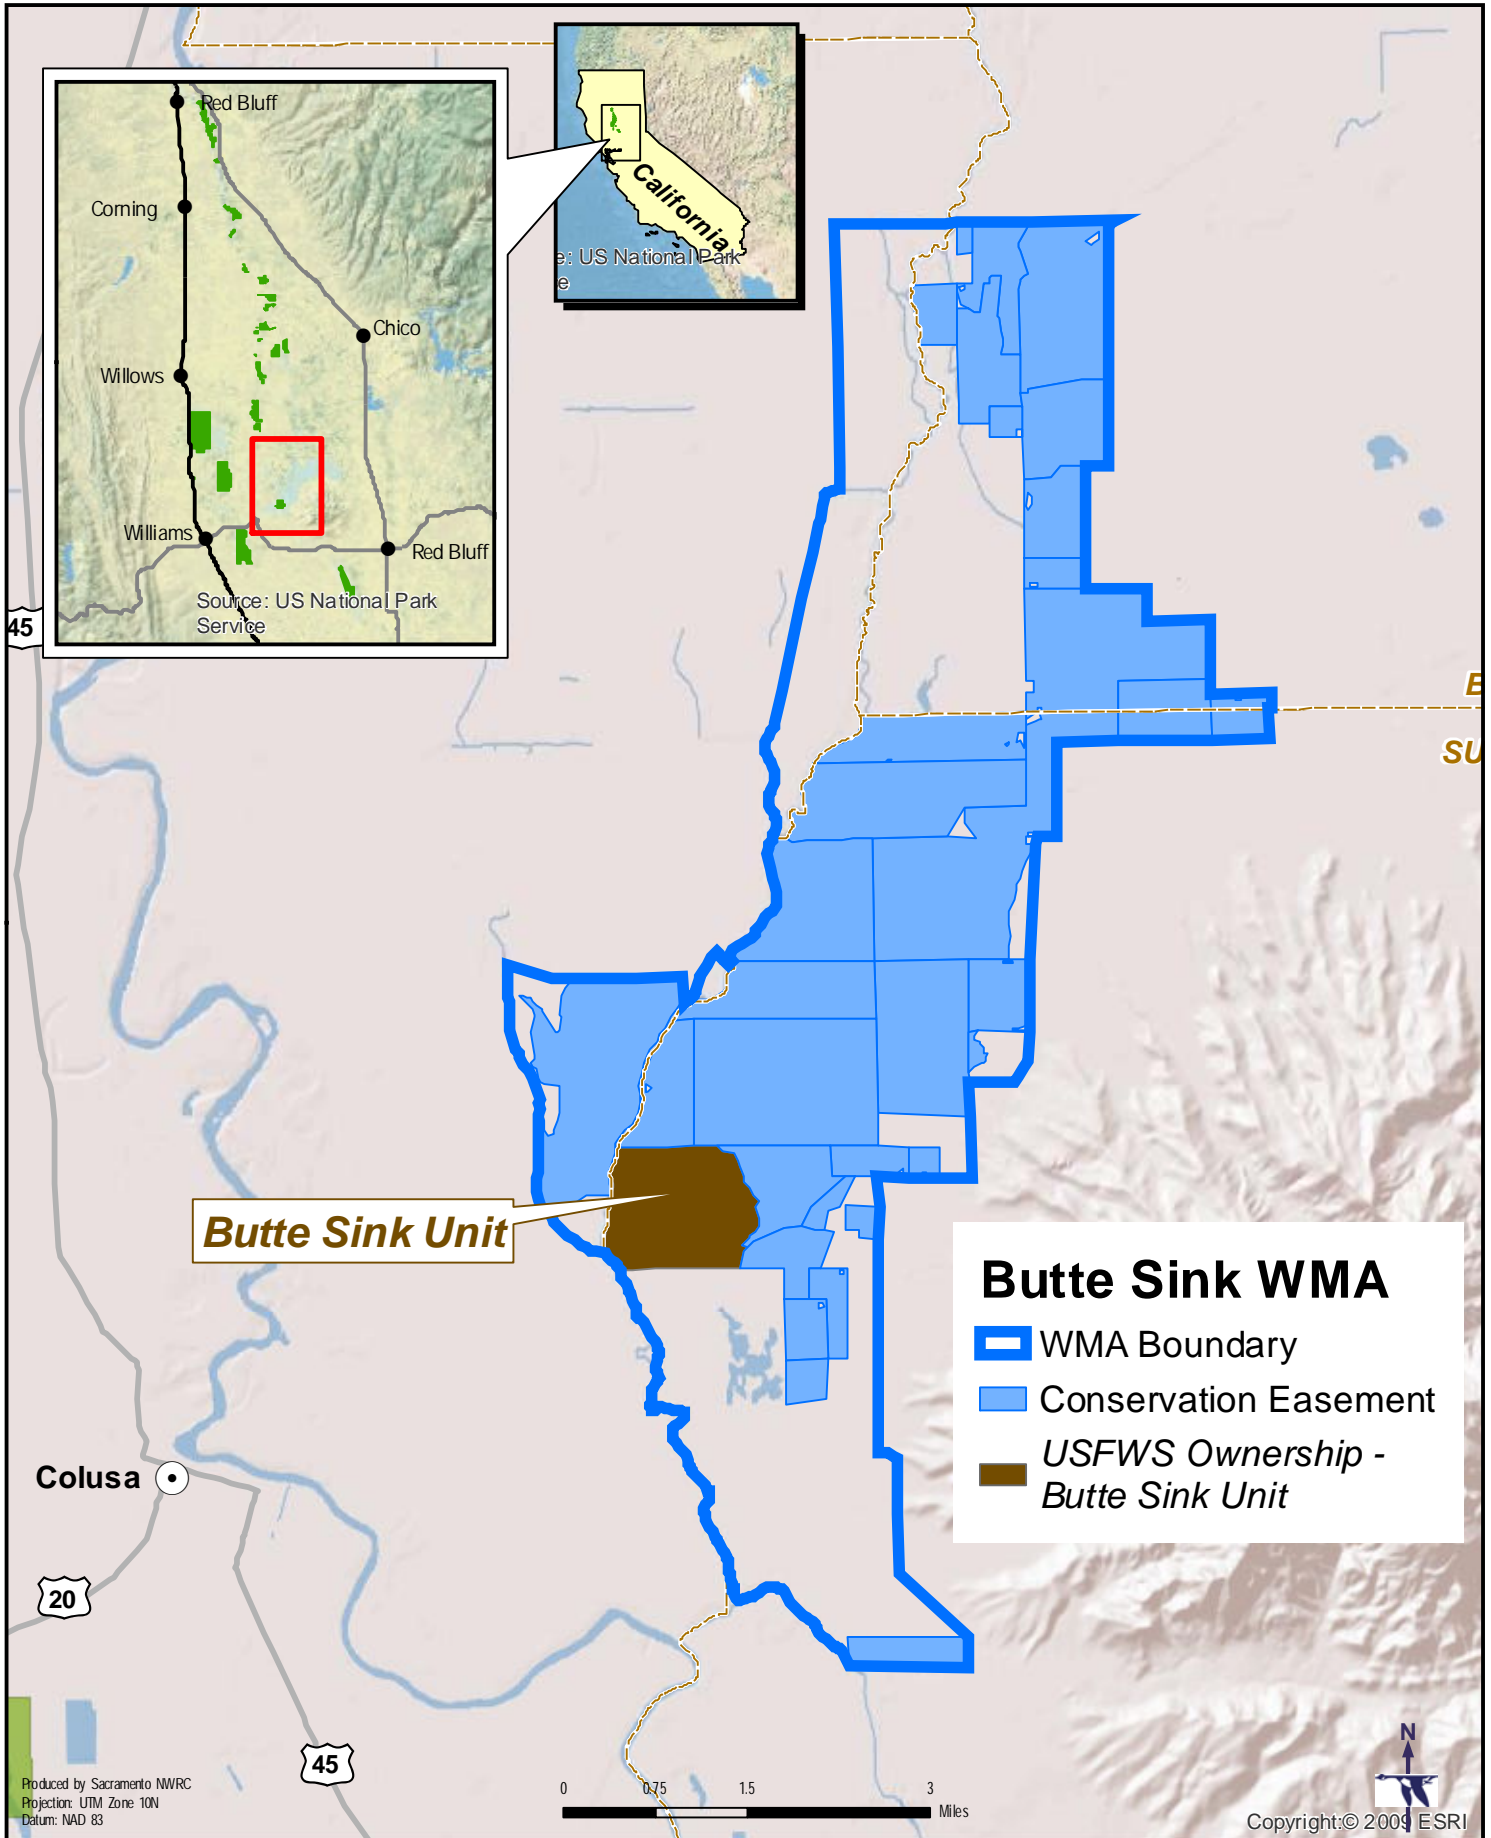 Red Bluff
Corning
Chico
Willows
Williams
Red Bluff
Source: US National Park
Service
California
e: US National Park
e
45
B
SU
Butte Sink Unit
Butte Sink WMA
WMA Boundary
Conservation Easement
USFWS Ownership -
Butte Sink Unit
Colusa
20
45
Produced by Sacramento NWRC
Projection: UTM Zone 10N
Datum: NAD 83
0 0.75 1.5 3
Miles
N
Copyright:© 2009 ESRI